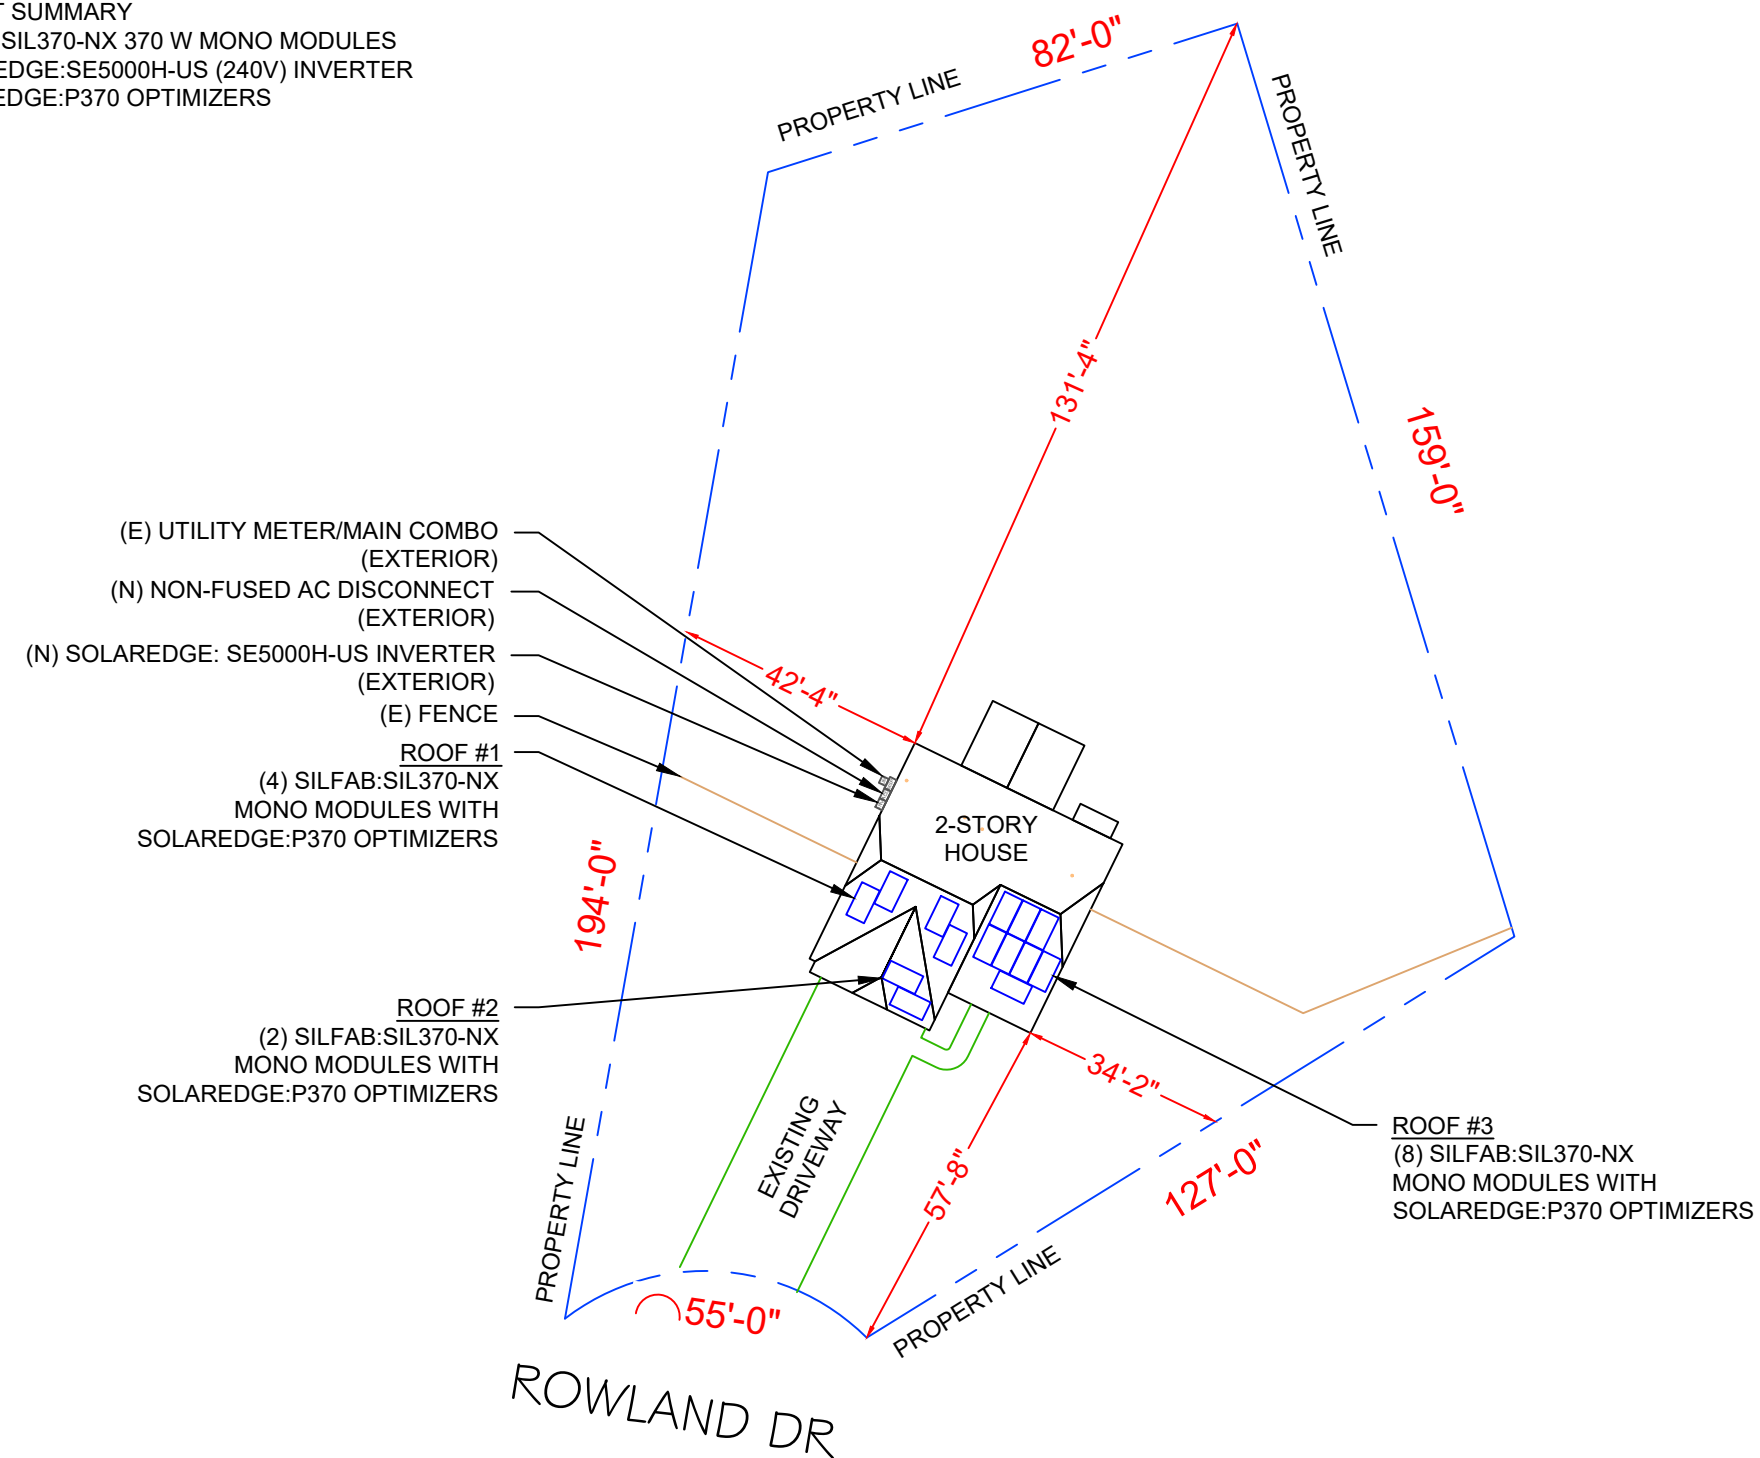 SUMMARY
SIL370-NX 370 W MONO MODULES
EDGE:SE5000H-US (240V) INVERTER
EDGE:P370 OPTIMIZERS
82'-0"
PROPERTY LINE
PROPERTY LINE
131'-4"
159'-0"
(E) UTILITY METER/MAIN COMBO
(EXTERIOR)
(N) NON-FUSED AC DISCONNECT
(EXTERIOR)
(N) SOLAREDGE: SE5000H-US INVERTER
(EXTERIOR)
(E) FENCE
42'-4"
ROOF #1
(4) SILFAB:SIL370-NX
MONO MODULES WITH
SOLAREDGE:P370 OPTIMIZERS
2-STORY
HOUSE
194'-0"
ROOF #2
(2) SILFAB:SIL370-NX
MONO MODULES WITH
SOLAREDGE:P370 OPTIMIZERS
34'-2"
EXISTING
DRIVEWAY
57'-8"
127'-0"
ROOF #3
(8) SILFAB:SIL370-NX
MONO MODULES WITH
SOLAREDGE:P370 OPTIMIZERS
PROPERTY LINE
PROPERTY LINE
55'-0"
ROWLAND DR